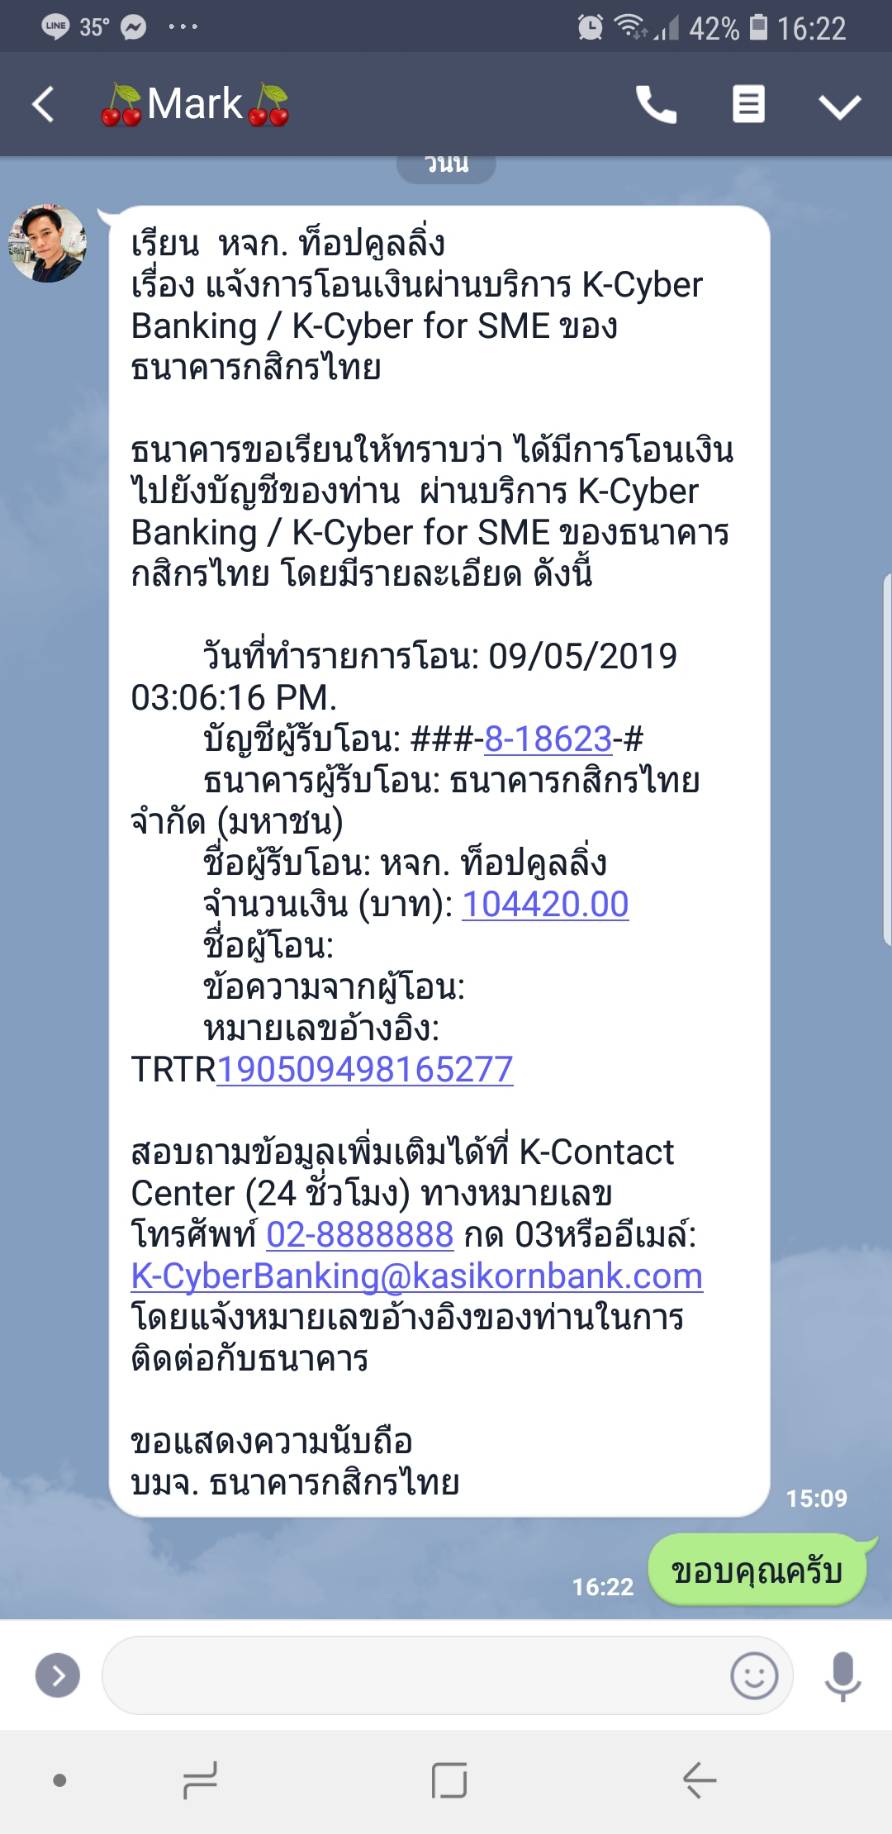 LINE 35° ... 42% 16:22
🍒Mark🍒
วันนี้
เรียน  หจก. ท็อปคูลลิ่ง
เรื่อง แจ้งการโอนเงินผ่านบริการ K-Cyber
Banking / K-Cyber for SME ของ
ธนาคารกสิกรไทย
ธนาคารขอเรียนให้ทราบว่า ได้มีการโอนเงิน
ไปยังบัญชีของท่าน  ผ่านบริการ K-Cyber
Banking / K-Cyber for SME ของธนาคาร
กสิกรไทย โดยมีรายละเอียด ดังนี้
วันที่ทำรายการโอน: 09/05/2019
03:06:16 PM.
บัญชีผู้รับโอน: ###-8-18623-#
ธนาคารผู้รับโอน: ธนาคารกสิกรไทย
จำกัด (มหาชน)
ชื่อผู้รับโอน: หจก. ท็อปคูลลิ่ง
จำนวนเงิน (บาท): 104420.00
ชื่อผู้โอน:
ข้อความจากผู้โอน:
หมายเลขอ้างอิง:
TRTR190509498165277
สอบถามข้อมูลเพิ่มเติมได้ที่ K-Contact
Center (24 ชั่วโมง) ทางหมายเลข
โทรศัพท์ 02-8888888 กด 03หรืออีเมล์:
K-CyberBanking@kasikornbank.com
โดยแจ้งหมายเลขอ้างอิงของท่านในการ
ติดต่อกับธนาคาร
ขอแสดงความนับถือ
บมจ. ธนาคารกสิกรไทย
15:09
ขอบคุณครับ
16:22